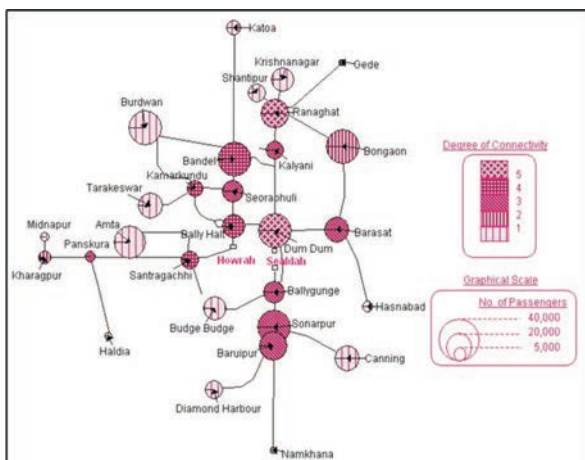 Katoa
Krishnanagar
Shantipur
Gede
Burdwan
Ranaghat
Bandel
Kalyani
Bongaon
Kamarkundu
Tarakeswar
Seoraphuli
Midnapur
Amta
Bally Halt
Barasat
Panskura
Dum Dum
Howrah
Sealdah
Kharagpur
Santragachhi
Ballygunge
Hasnabad
Budge Budge
Sonarpur
Haldia
Baruipur
Canning
Diamond Harbour
Namkhana
Degree of Connectivity
5
4
3
2
1
Graphical Scale
No. of Passengers
40,000
20,000
5,000